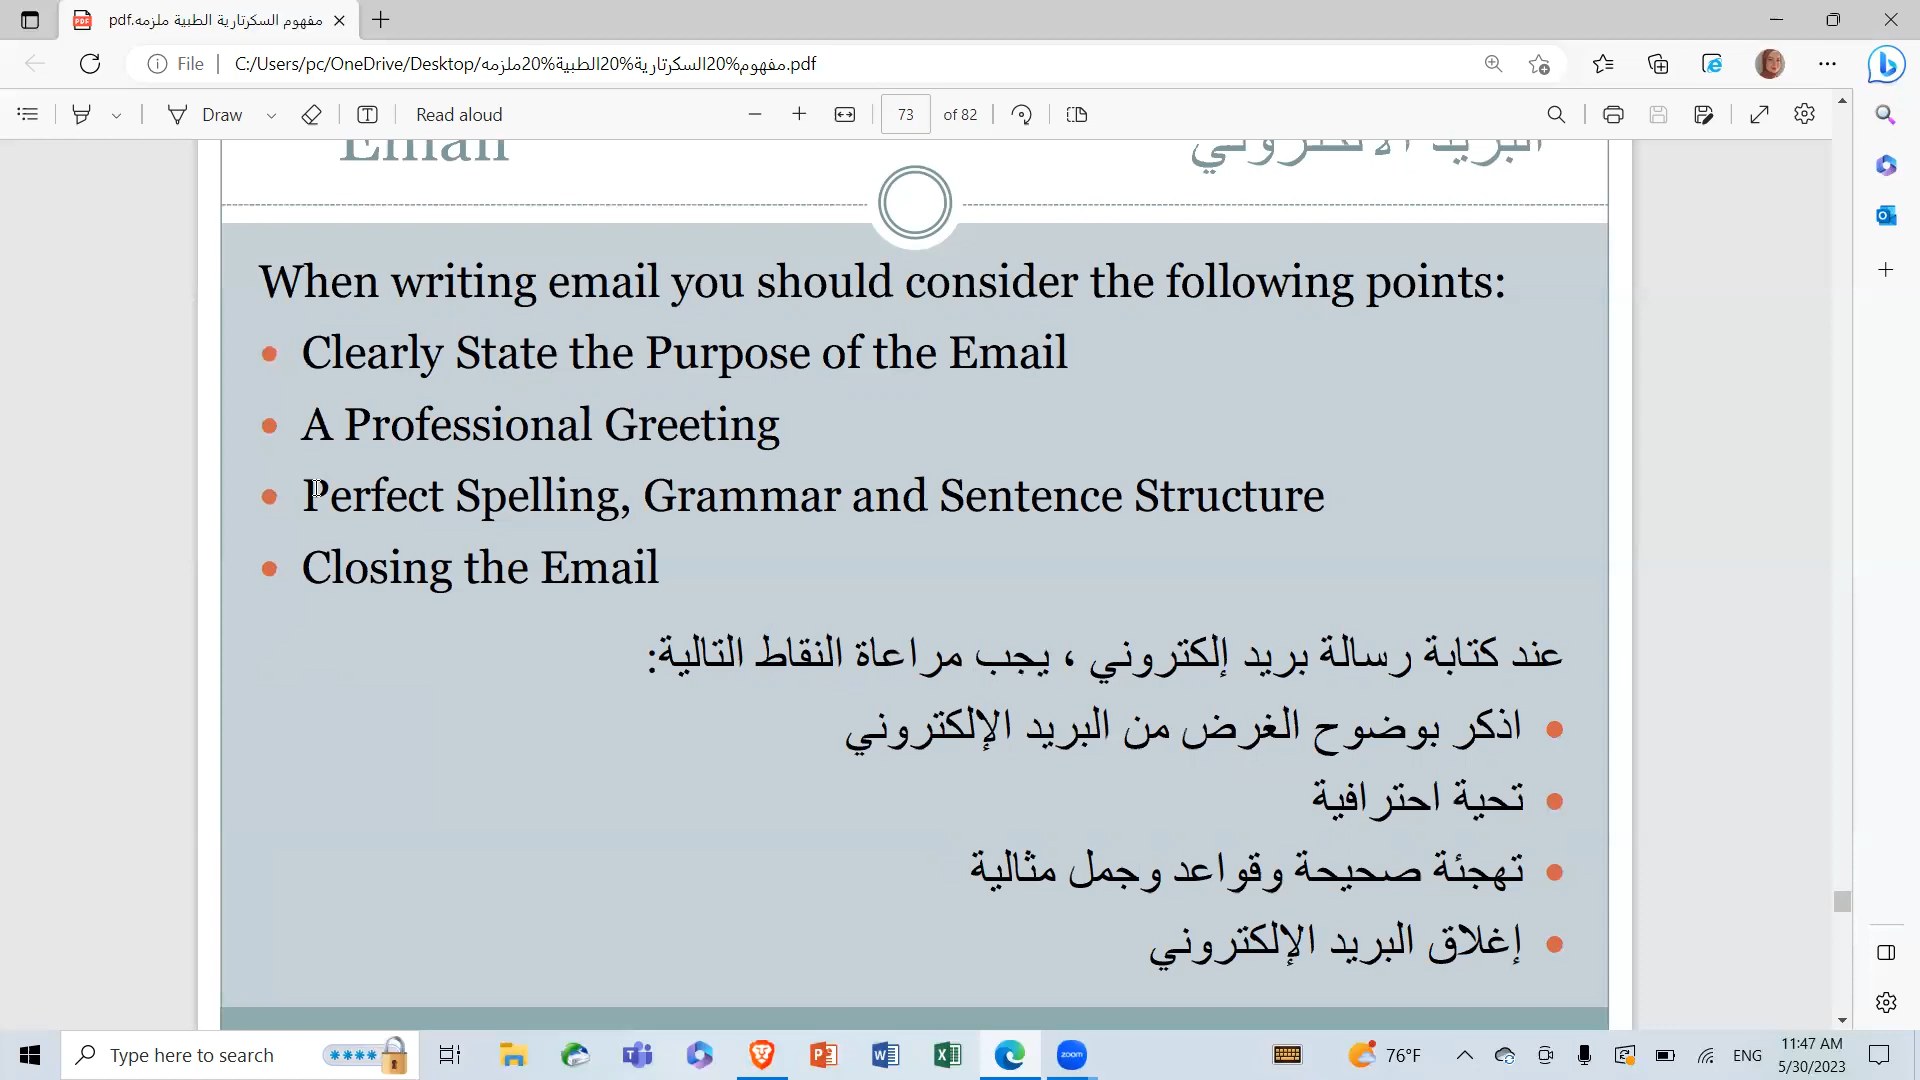 مفهوم السكرتارية الطبية ملزمه.pdf
File
C:/Users/pc/OneDrive/Desktop/مفهوم%20السكرتارية%20الطبية%20ملزمه.pdf
Draw
Read aloud
73 of 82
Email
البريد الالكتروني
When writing email you should consider the following points:
• Clearly State the Purpose of the Email
• A Professional Greeting
• Perfect Spelling, Grammar and Sentence Structure
• Closing the Email
عند كتابة رسالة بريد إلكتروني ، يجب مراعاة النقاط التالية:
• اذكر بوضوح الغرض من البريد الإلكتروني
• تحية احترافية
• تهجئة صحيحة وقواعد وجمل مثالية
• إغلاق البريد الإلكتروني
Type here to search
zoom
76°F
ENG
11:47 AM
5/30/2023